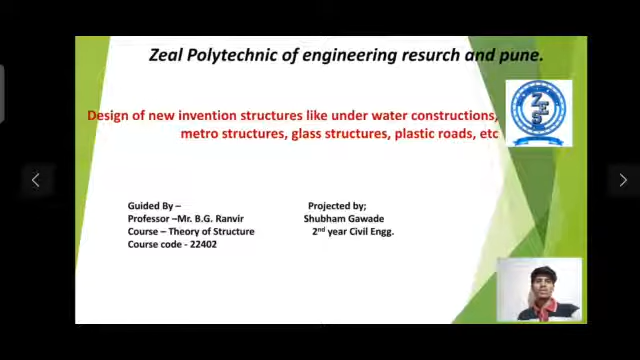 Zeal Polytechnic of engineering resurch and pune.
Design of new invention structures like under water constructions,
metro structures, glass structures, plastic roads, etc
ZES
Guided By –
Professor –Mr. B.G. Ranvir
Course – Theory of Structure
Course code - 22402
Projected by;
Shubham Gawade
2nd year Civil Engg.